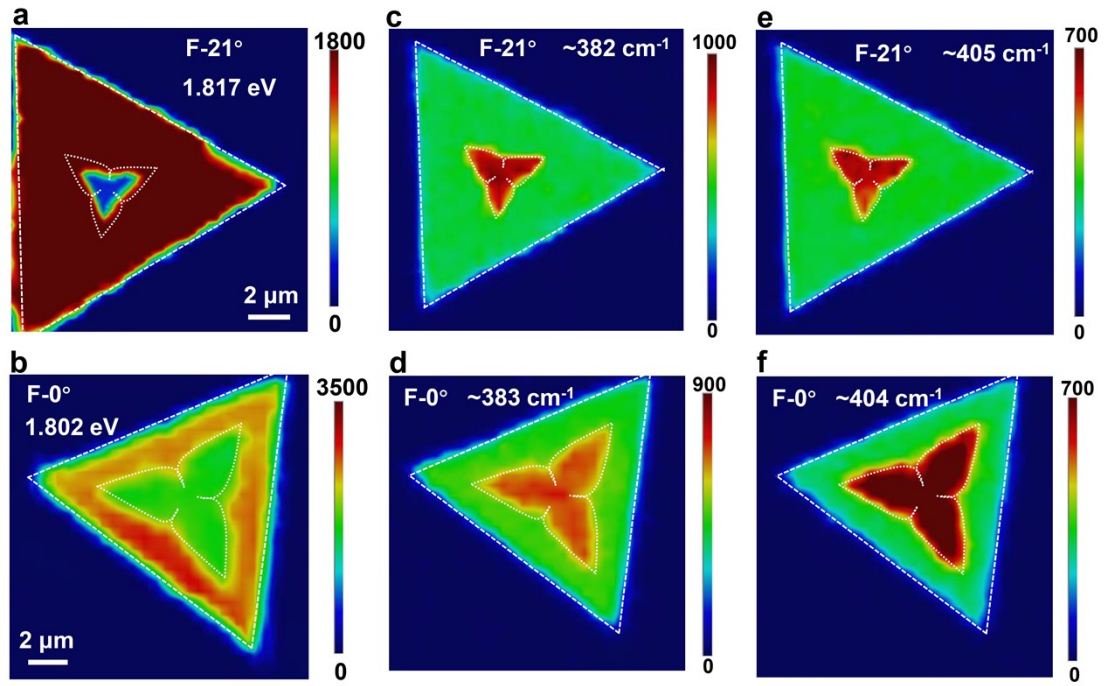 a
F-21°
1.817 eV
1800
0
2 μm
c
F-21° ~382 cm⁻¹
1000
0
e
F-21° ~405 cm⁻¹
700
0
b
F-0°
1.802 eV
3500
0
2 μm
d
F-0° ~383 cm⁻¹
900
0
f
F-0° ~404 cm⁻¹
700
0